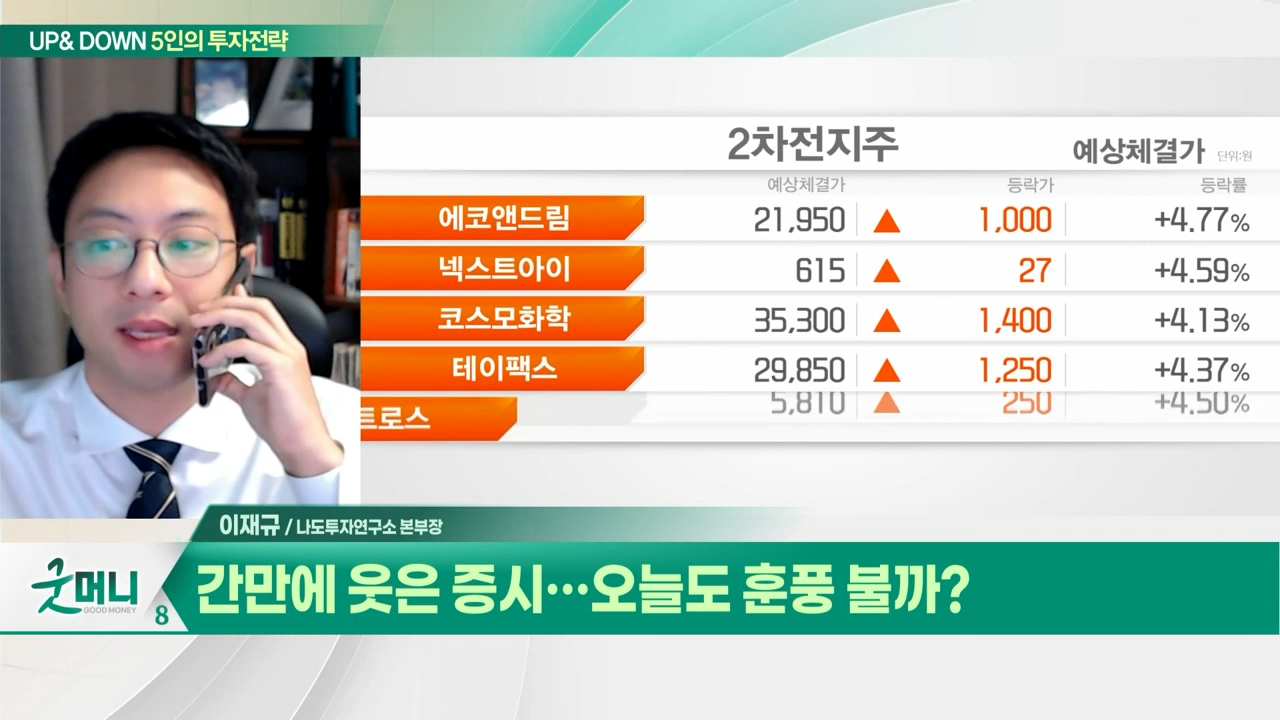 UP& DOWN 5인의 투자전략
2차전지주 예상체결가 단위:원
예상체결가 등락가 등락률
에코앤드림 21,950 ▲ 1,000 +4.77%
넥스트아이 615 ▲ 27 +4.59%
코스모화학 35,300 ▲ 1,400 +4.13%
테이팩스 29,850 ▲ 1,250 +4.37%
트로스 5,810 ▲ 250 +4.50%
이재규 / 나도투자연구소 본부장
굿머니
GOOD MONEY
8
간만에 웃은 증시…오늘도 훈풍 불까?